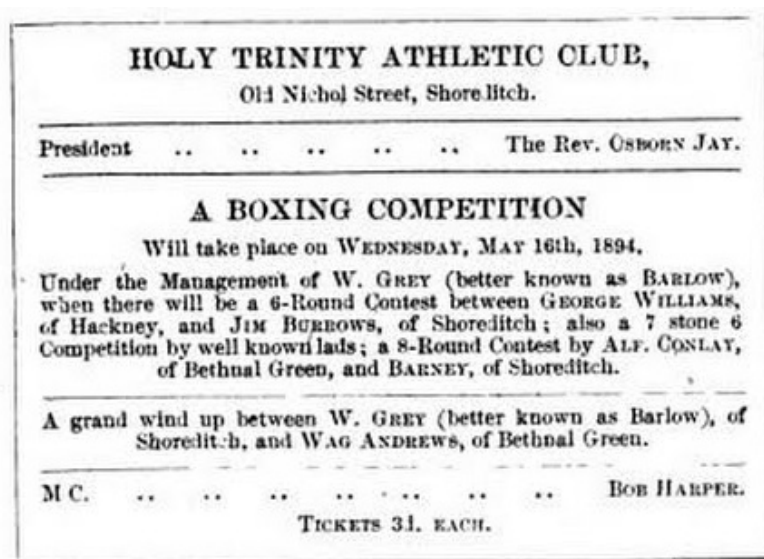 HOLY TRINITY ATHLETIC CLUB,
Old Nichol Street, Shoreditch.
President .. .. .. .. .. The Rev. OSBORN JAY.
A BOXING COMPETITION
Will take place on WEDNESDAY, MAY 16th, 1894.
Under the Management of W. GREY (better known as BARLOW),
when there will be a 6-Round Contest between GEORGE WILLIAMS,
of Hackney, and JIM BURROWS, of Shoreditch; also a 7 stone 6
Competition by well known lads; a 8-Round Contest by ALF. CONLAY,
of Bethnal Green, and BARNEY, of Shoreditch.
A grand wind up between W. GREY (better known as Barlow), of
Shoreditch, and WAG ANDREWS, of Bethnal Green.
M C. .. .. .. .. .. .. .. BOB HARPER.
TICKETS 3d. EACH.